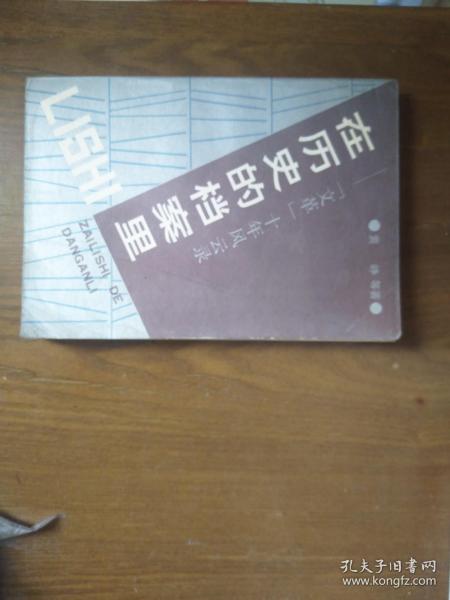 在历史的档案里
——「文革」十年风云录
LISHI
ZAILISHI DE
DANGANLI
孔夫子旧书网
www.kongfz.com